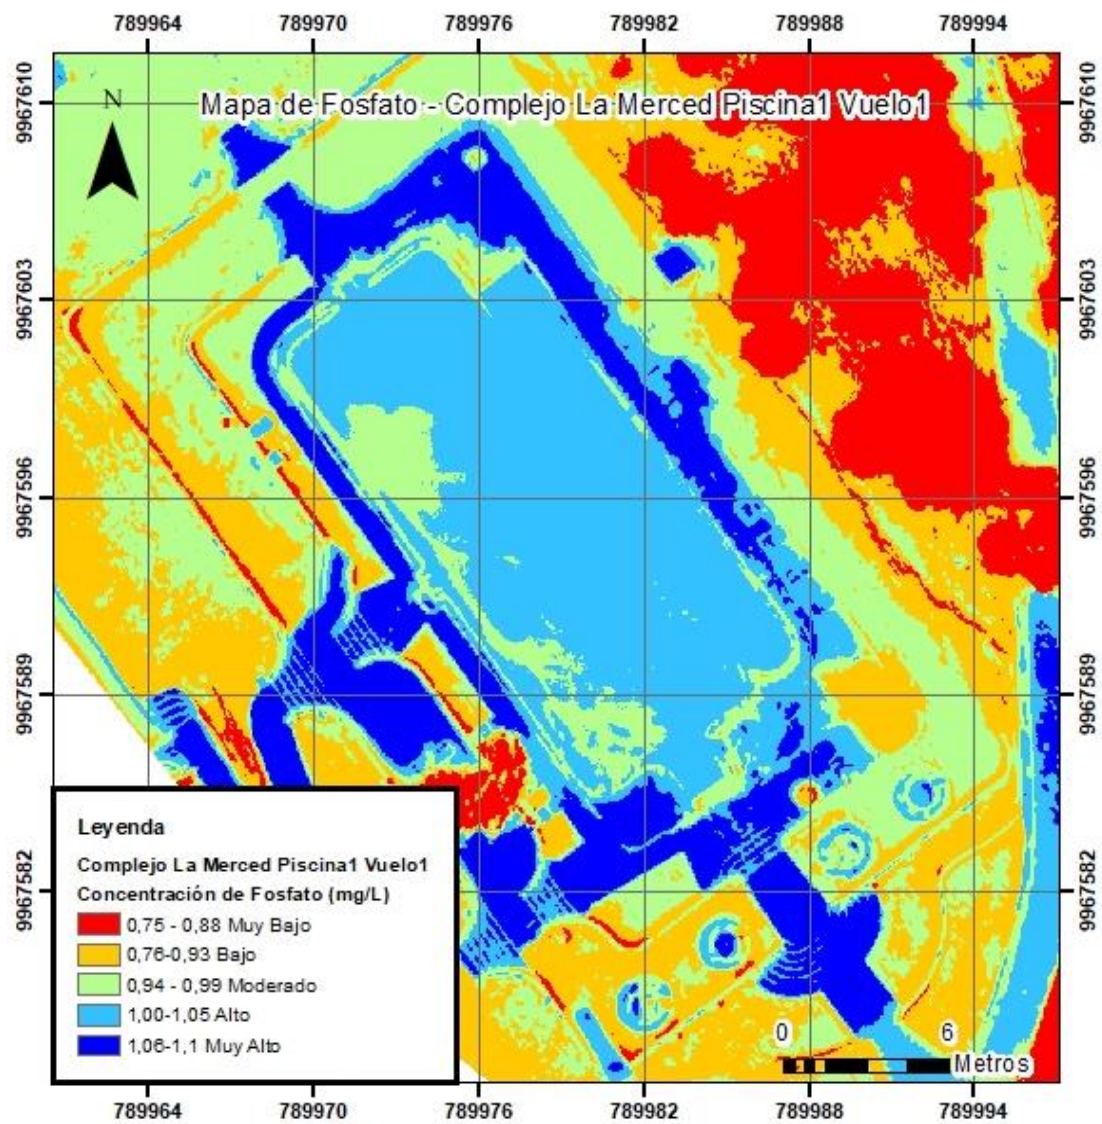 789964 789970 789976 789982 789988 789994
9967610 9967610
N
Mapa de Fosfato - Complejo La Merced Piscina1 Vuelo1
9967603 9967603
9967596 9967596
9967589 9967589
9967582 9967582
Leyenda
Complejo La Merced Piscina1 Vuelo1
Concentración de Fosfato (mg/L)
0,75 - 0,88 Muy Bajo
0,76-0,93 Bajo
0,94 - 0,99 Moderado
1,00-1,05 Alto
1,06-1,1 Muy Alto
0 6
Metros
789964 789970 789976 789982 789988 789994